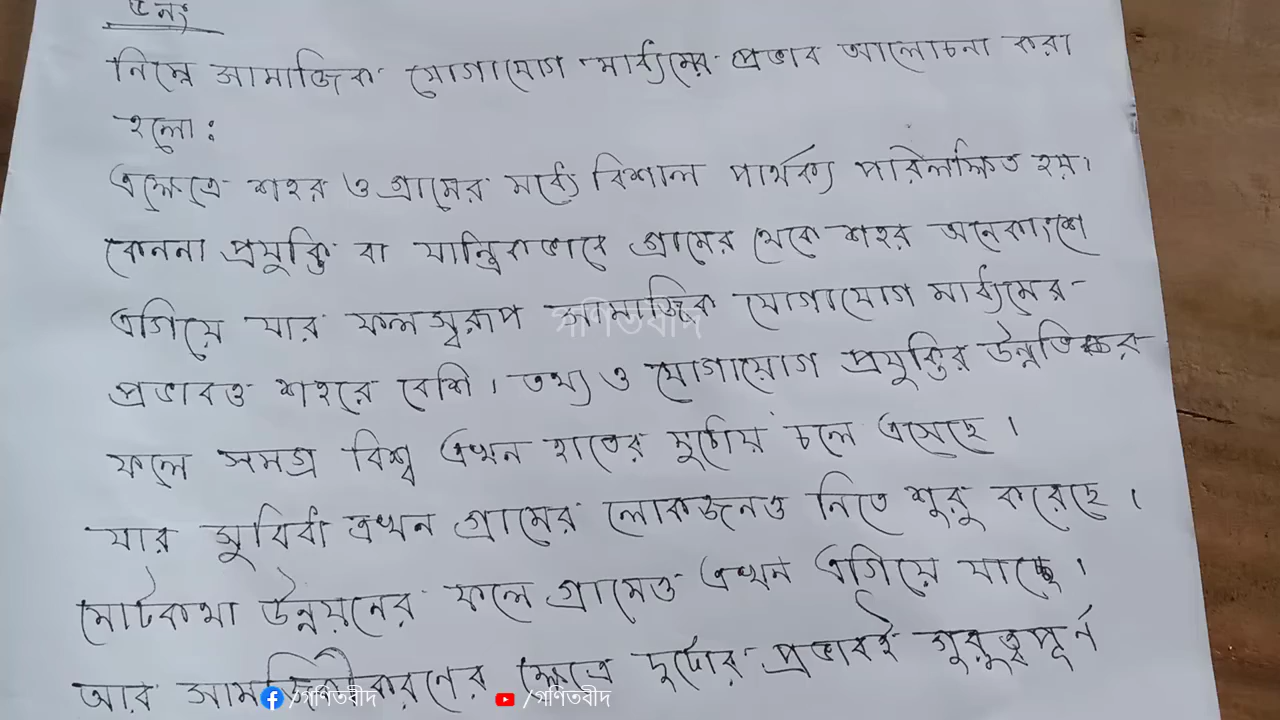 নিম্নে সামাজিক যোগাযোগ মাধ্যমের প্রভাব আলোচনা করা
হলো:
এক্ষেত্রে শহর ও গ্রামের মধ্যে বিশাল পার্থক্য পরিলক্ষিত হয়।
কেননা প্রযুক্তি বা যান্ত্রিকভাবে গ্রামের থেকে শহর অনেকাংশে
এগিয়ে যার ফলস্বরূপ সামাজিক যোগাযোগ মাধ্যমের
প্রভাবও শহরে বেশি। তথ্য ও যোগাযোগ প্রযুক্তির উন্নতির
ফলে সমগ্র বিশ্ব এখন হাতের মুঠোয় চলে এসেছে।
যার সুবিধা এখন গ্রামের লোকজনও নিতে শুরু করেছে।
মোটকথা উন্নয়নের ফলে গ্রামেও এখন এগিয়ে যাচ্ছে।
আর সামাজিকীকরণের ক্ষেত্রে দুটোর প্রভাবই গুরুত্বপূর্ন
গণিতবীদ
/গণিতবীদ /গণিতবীদ